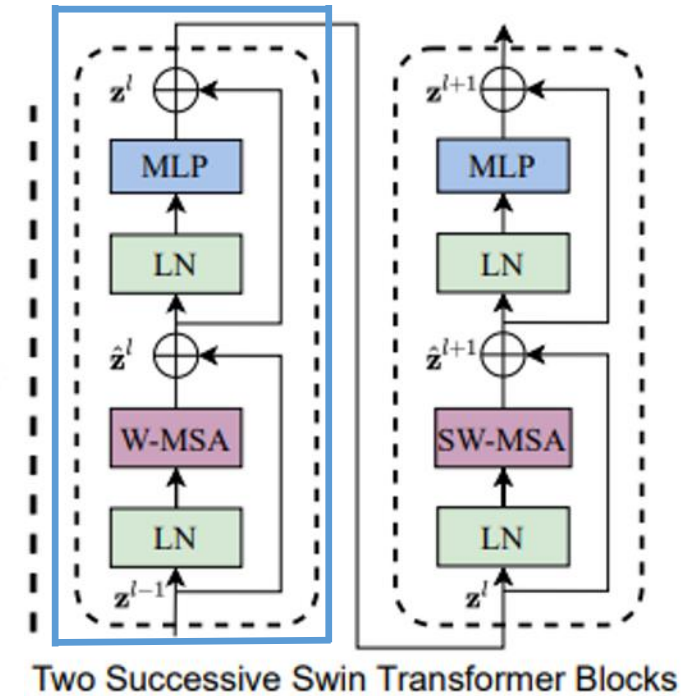 z^l
MLP
LN
ẑ^l
W-MSA
LN
z^{l-1}
z^{l+1}
MLP
LN
ẑ^{l+1}
SW-MSA
LN
z^l
Two Successive Swin Transformer Blocks